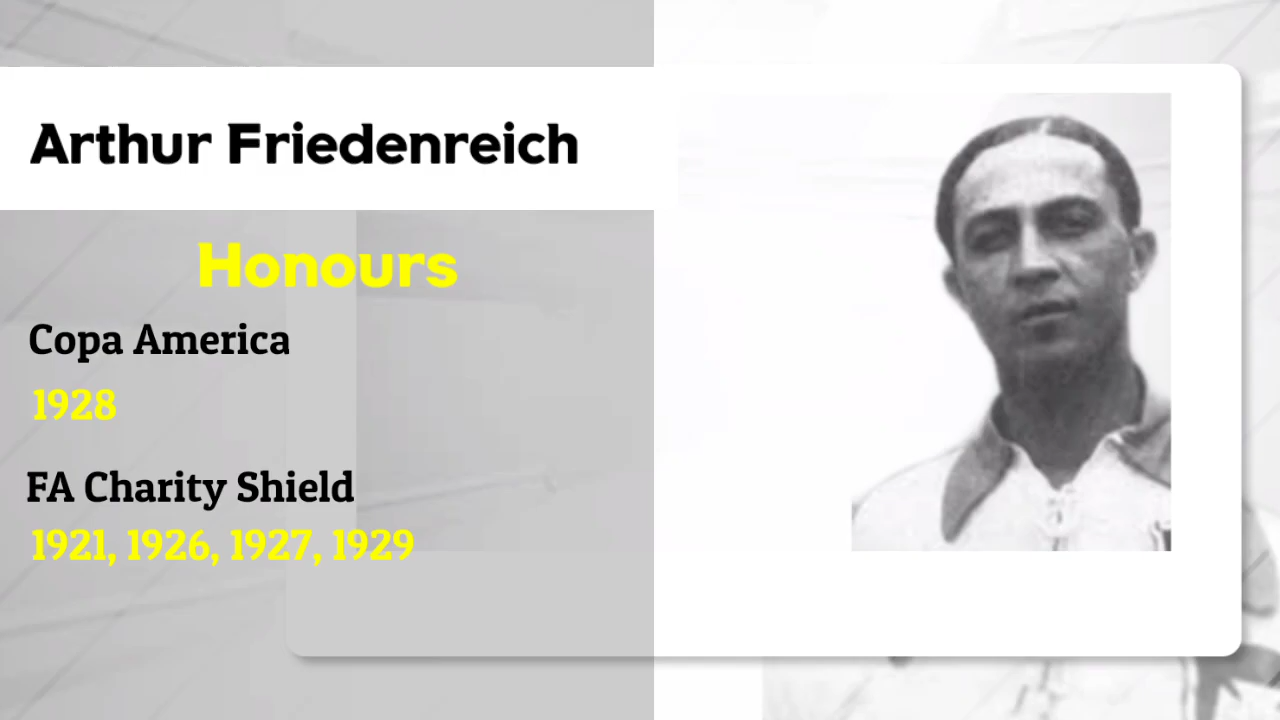 Arthur Friedenreich
Honours
Copa America
1928
FA Charity Shield
1921, 1926, 1927, 1929